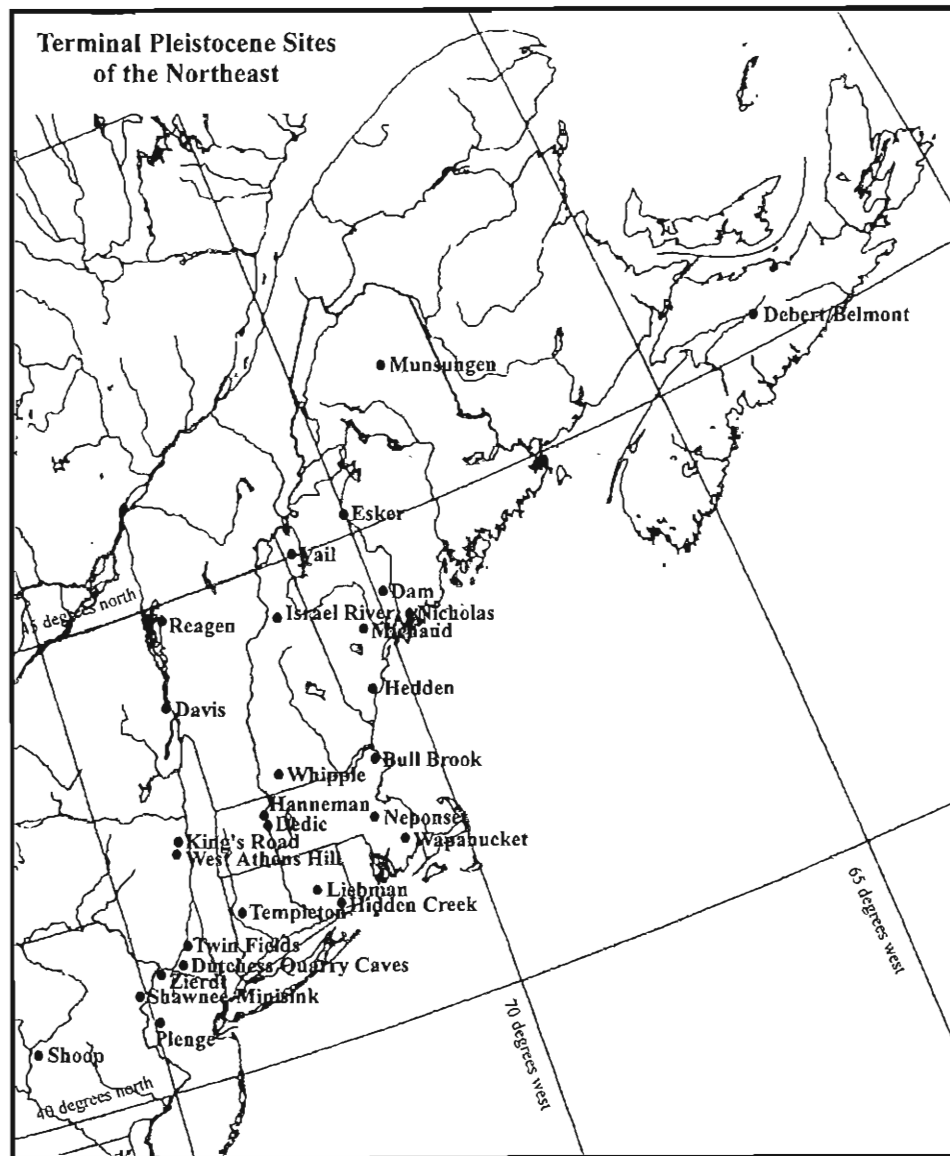 Terminal Pleistocene Sites
of the Northeast
Debert/Belmont
Munsungen
Esker
Vail
Dam
45 degrees north
Israel River
Nicholas
Reagen
Michaud
Hedden
Davis
Bull Brook
Whipple
Hanneman
Neponset
Dedic
Wapanucket
King's Road
West Athens Hill
65 degrees west
Liebman
Hidden Creek
Templeton
Twin Fields
Dutchess Quarry Caves
Zierdt
Shawnee-Minisink
Plenge
70 degrees west
Shoop
40 degrees north